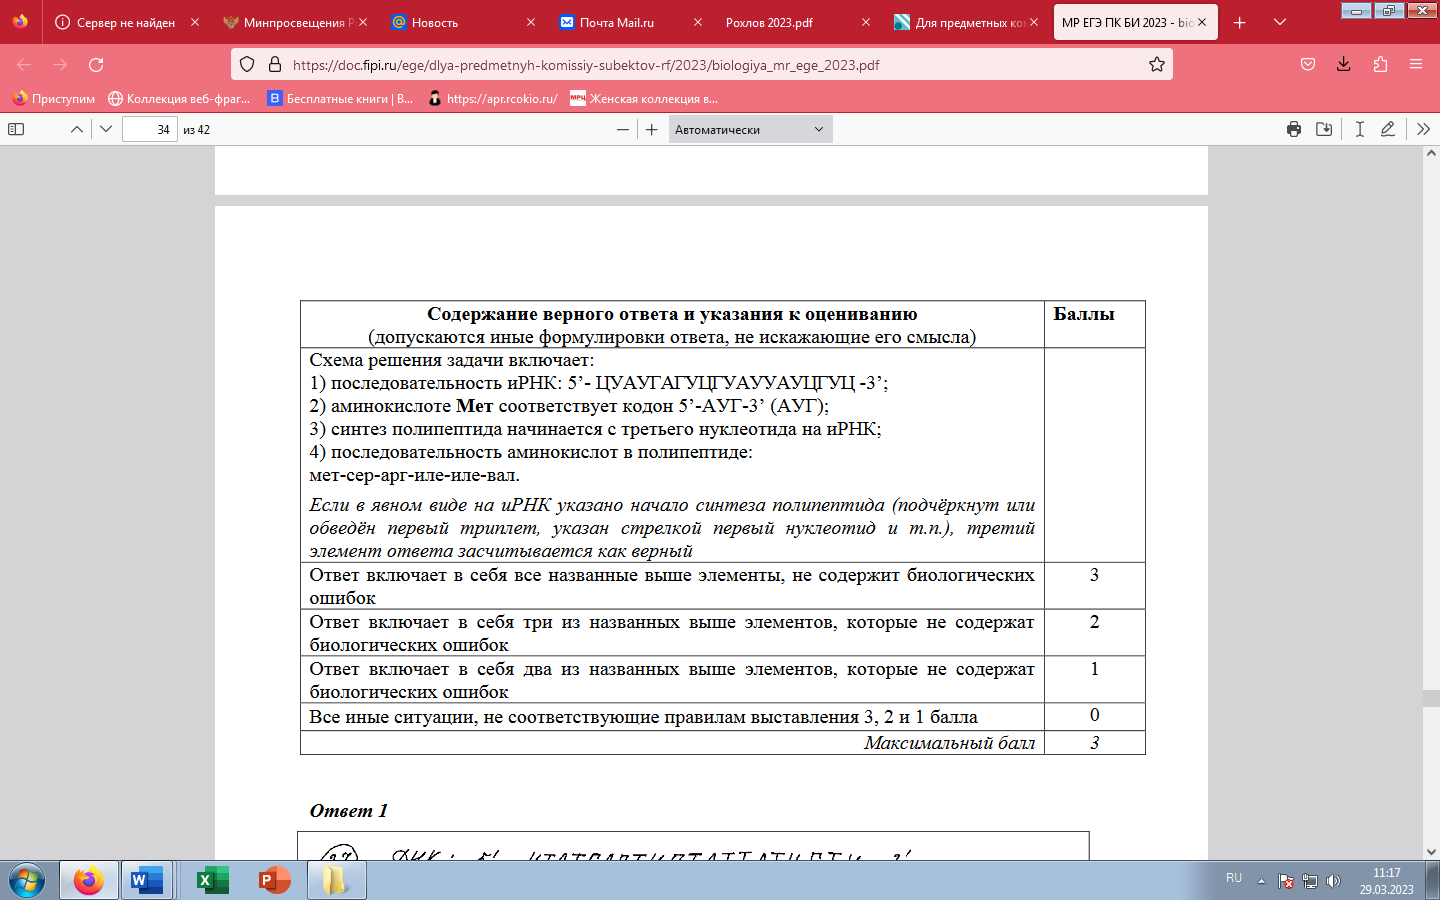 Сервер не найден
Минпросвещения Р
Новость
Почта Mail.ru
Рохлов 2023.pdf
Для предметных ко
МР ЕГЭ ПК БИ 2023 - bio
https://doc.fipi.ru/ege/dlya-predmetnyh-komissiy-subektov-rf/2023/biologiya_mr_ege_2023.pdf
Приступим
Коллекция веб-фраг...
Бесплатные книги | В...
https://apr.rcokio.ru/
Женская коллекция в...
34 из 42
Автоматически
Содержание верного ответа и указания к оцениванию
(допускаются иные формулировки ответа, не искажающие его смысла)
Баллы
Схема решения задачи включает:
1) последовательность иРНК: 5’- ЦУАУГАГУЦГУАУУАУЦГУЦ -3’;
2) аминокислоте Мет соответствует кодон 5’-АУГ-3’ (АУГ);
3) синтез полипептида начинается с третьего нуклеотида на иРНК;
4) последовательность аминокислот в полипептиде:
мет-сер-арг-иле-иле-вал.
Если в явном виде на иРНК указано начало синтеза полипептида (подчёркнут или
обведён первый триплет, указан стрелкой первый нуклеотид и т.п.), третий
элемент ответа засчитывается как верный
Ответ включает в себя все названные выше элементы, не содержит биологических
ошибок
3
Ответ включает в себя три из названных выше элементов, которые не содержат
биологических ошибок
2
Ответ включает в себя два из названных выше элементов, которые не содержат
биологических ошибок
1
Все иные ситуации, не соответствующие правилам выставления 3, 2 и 1 балла
0
Максимальный балл
3
Ответ 1
RU
11:17
29.03.2023